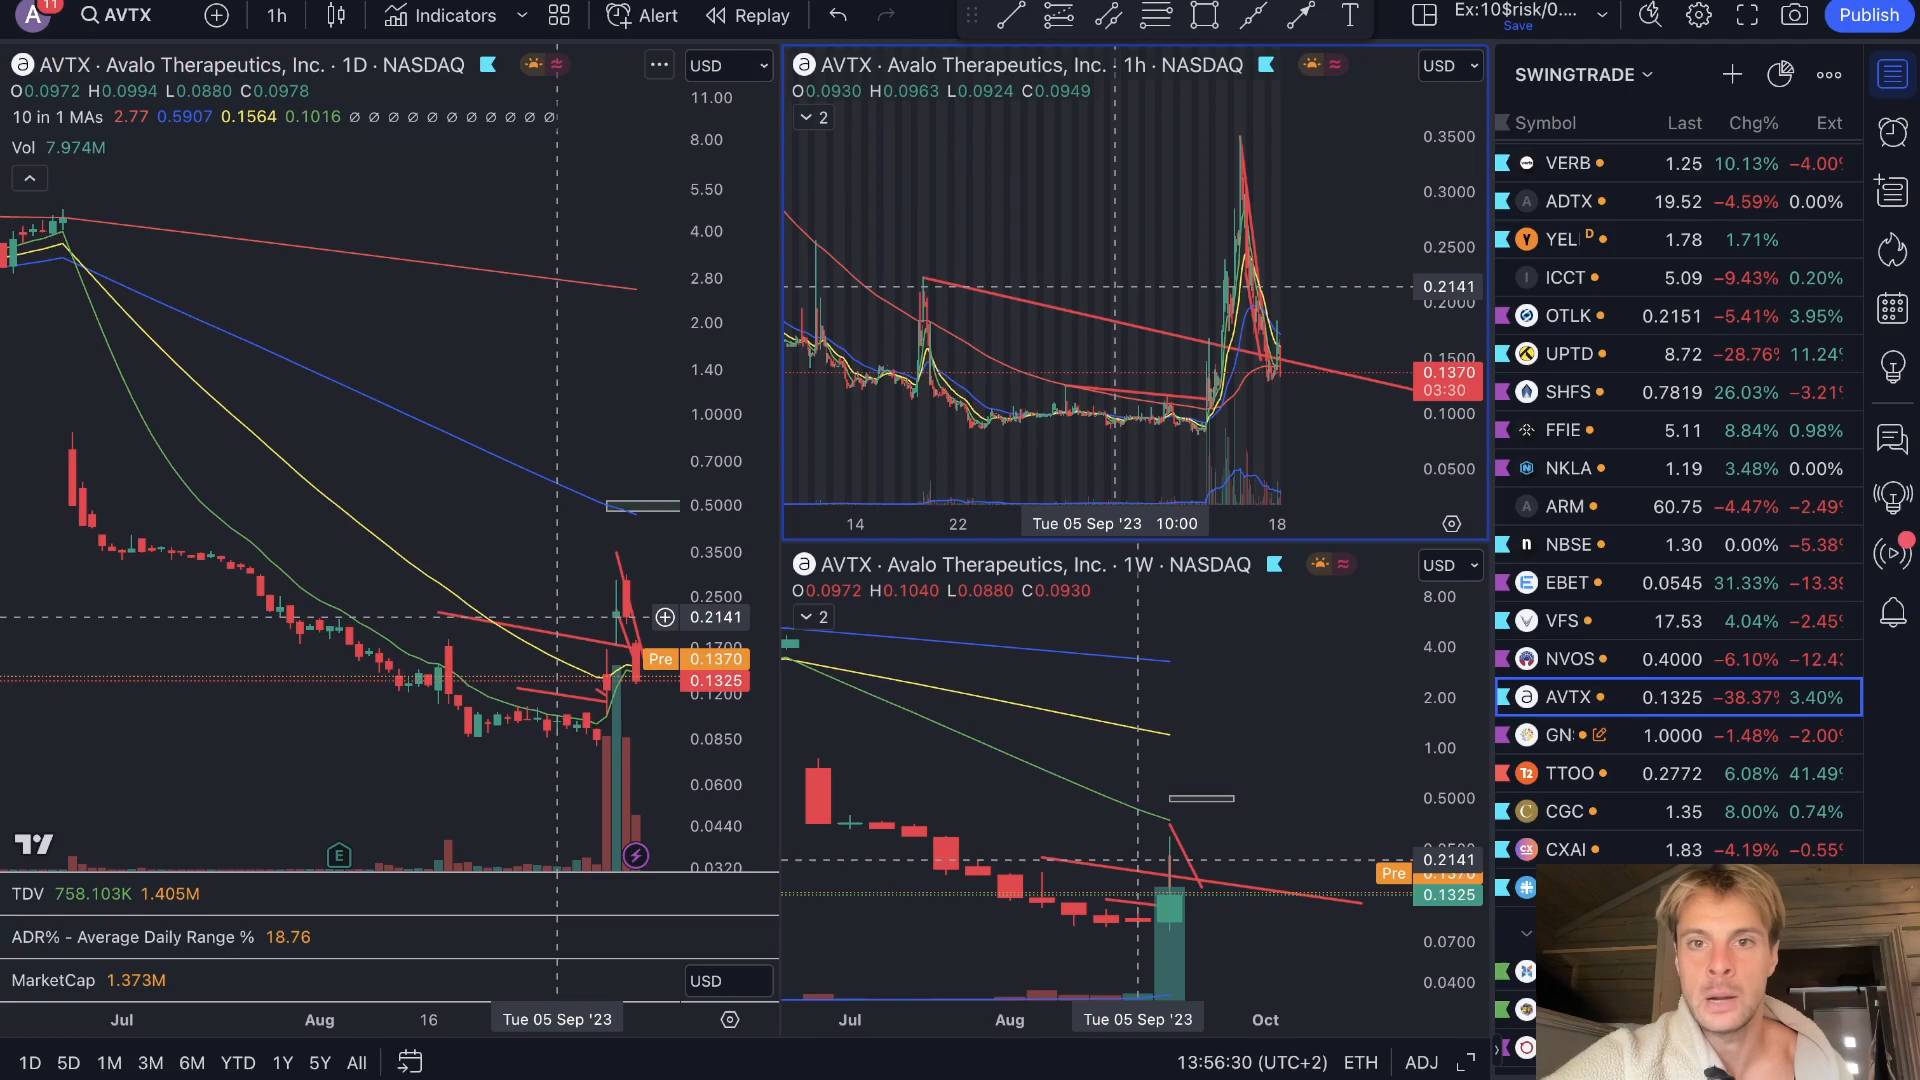 A 11 AVTX 1h Indicators Alert Replay T Ex:10$risk/0.... Save Publish
AVTX · Avalo Therapeutics, Inc. · 1D · NASDAQ USD
O0.0972 H0.0994 L0.0880 C0.0978
10 in 1 MAs 2.77 0.5907 0.1564 0.1016 ∅ ∅ ∅ ∅ ∅ ∅ ∅ ∅ ∅ ∅ ∅ ∅
Vol 7.974M
11.00
8.00
5.50
4.00
2.80
2.00
1.40
1.0000
0.7000
0.5000
0.3500
0.2500
0.2141
Pre 0.1370
0.1325
0.1200
0.0850
0.0600
0.0440
0.0320
E
TDV 758.103K 1.405M
ADR% - Average Daily Range % 18.76
MarketCap 1.373M USD
Jul Aug 16 Tue 05 Sep '23
AVTX · Avalo Therapeutics, Inc. · 1h · NASDAQ USD
O0.0930 H0.0963 L0.0924 C0.0949
2
0.3500
0.3000
0.2500
0.2141
0.2000
0.1500
0.1370
03:30
0.1000
0.0500
14 22 Tue 05 Sep '23 10:00 18
AVTX · Avalo Therapeutics, Inc. · 1W · NASDAQ USD
O0.0972 H0.1040 L0.0880 C0.0930
2
8.00
4.00
2.00
1.00
0.5000
0.2141
Pre 0.1370
0.1325
0.0700
0.0400
Jul Aug Tue 05 Sep '23 Oct
1D 5D 1M 3M 6M YTD 1Y 5Y All 13:56:30 (UTC+2) ETH ADJ
SWINGTRADE
Symbol Last Chg% Ext
VERB 1.25 10.13% −4.00
ADTX 19.52 −4.59% 0.00%
YEL D 1.78 1.71%
ICCT 5.09 −9.43% 0.20%
OTLK 0.2151 −5.41% 3.95%
UPTD 8.72 −28.76 11.24
SHFS 0.7819 26.03% −3.21
FFIE 5.11 8.84% 0.98%
NKLA 1.19 3.48% 0.00%
ARM 60.75 −4.47% −2.49
NBSE 1.30 0.00% −5.38
EBET 0.0545 31.33% −13.3
VFS 17.53 4.04% −2.45
NVOS 0.4000 −6.10% −12.4
AVTX 0.1325 −38.37 3.40%
GN 1.0000 −1.48% −2.00
TTOO 0.2772 6.08% 41.49
CGC 1.35 8.00% 0.74%
CXAI 1.83 −4.19% −0.55